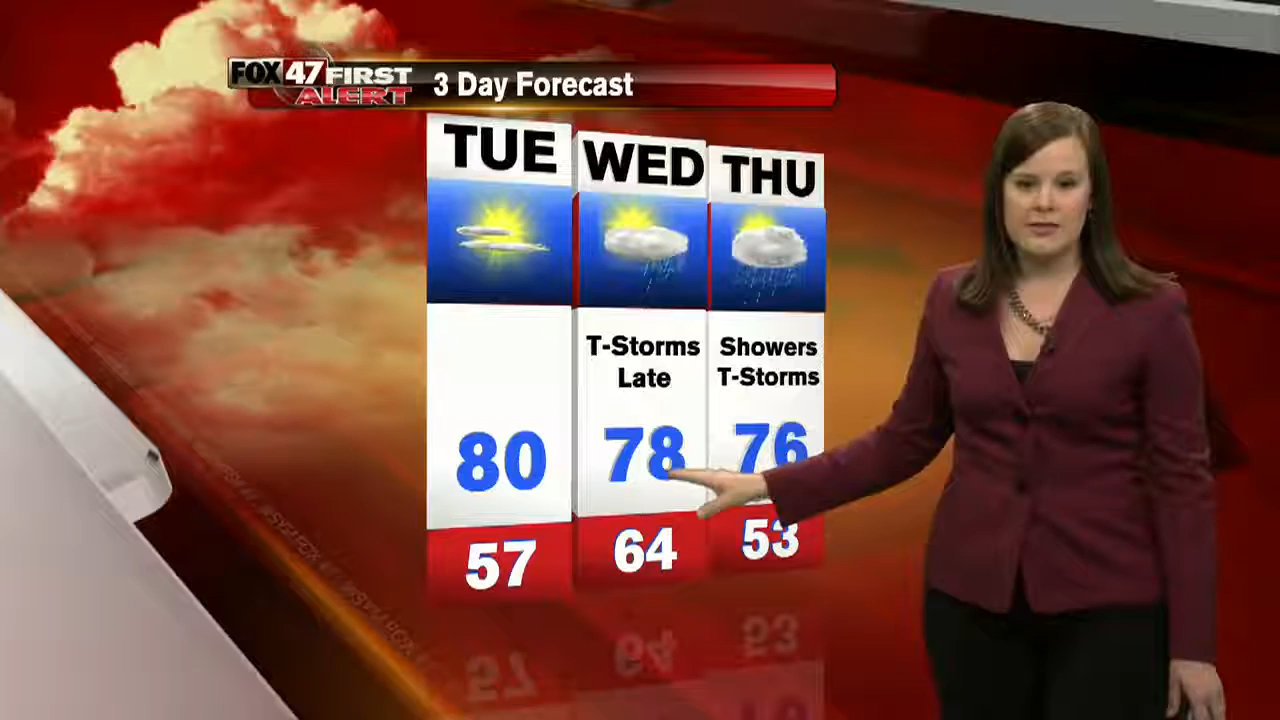 FOX 47 FIRST
ALERT
3 Day Forecast
TUE
WED
THU
T-Storms
Late
Showers
T-Storms
80
78
76
57
64
53